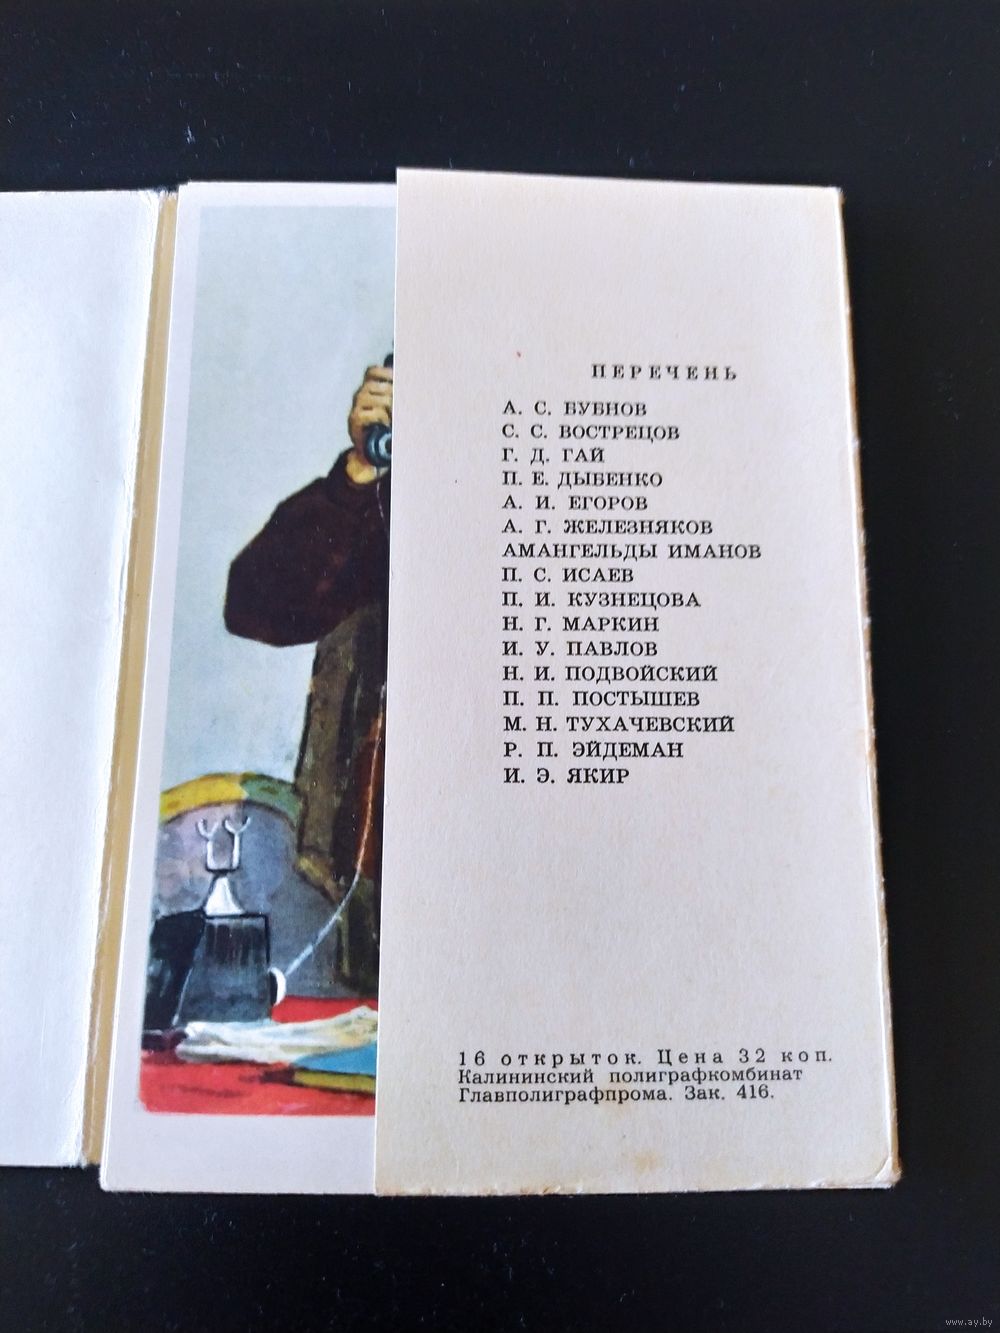 ПЕРЕЧЕНЬ
А. С. БУБНОВ
С. С. ВОСТРЕЦОВ
Г. Д. ГАЙ
П. Е. ДЫБЕНКО
А. И. ЕГОРОВ
А. Г. ЖЕЛЕЗНЯКОВ
АМАНГЕЛЬДЫ ИМАНОВ
П. С. ИСАЕВ
П. И. КУЗНЕЦОВА
Н. Г. МАРКИН
И. У. ПАВЛОВ
Н. И. ПОДВОЙСКИЙ
П. П. ПОСТЫШЕВ
М. Н. ТУХАЧЕВСКИЙ
Р. П. ЭЙДЕМАН
И. Э. ЯКИР
16 открыток. Цена 32 коп.
Калининский полиграфкомбинат
Главполиграфпрома. Зак. 416.
www.ay.by